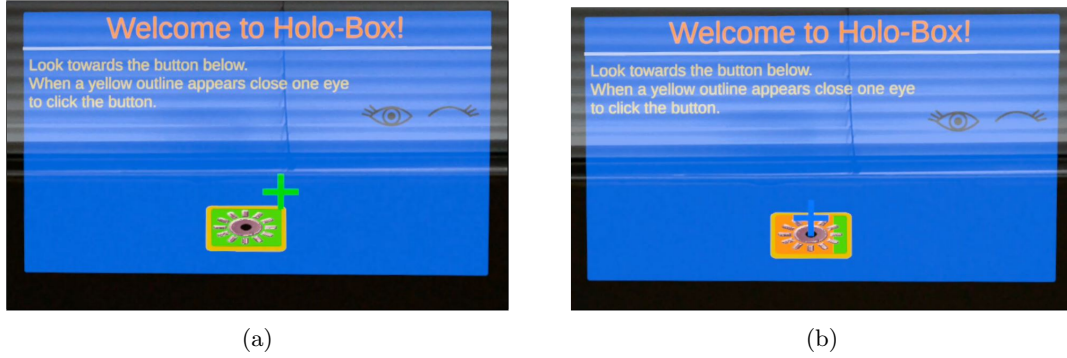 Welcome to Holo-Box!
Look towards the button below.
When a yellow outline appears close one eye
to click the button.
(a)
Welcome to Holo-Box!
Look towards the button below.
When a yellow outline appears close one eye
to click the button.
(b)